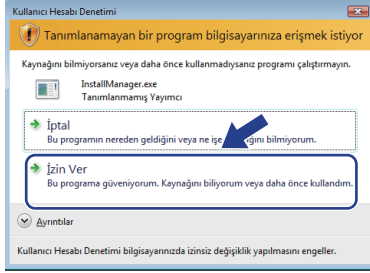 Kullanıcı Hesabı Denetimi
Tanımlanamayan bir program bilgisayarınıza erişmek istiyor
Kaynağını bilmiyorsanız veya daha önce kullanmadıysanız programı çalıştırmayın.
InstallManager.exe
Tanımlanmamış Yayımcı
İptal
Bu programın nereden geldiğini veya ne işe bilmiyorum.
İzin Ver
Bu programa güveniyorum. Kaynağını biliyorum veya daha önce kullandım.
Ayrıntılar
Kullanıcı Hesabı Denetimi bilgisayarınızda izinsiz değişiklik yapılmasını engeller.